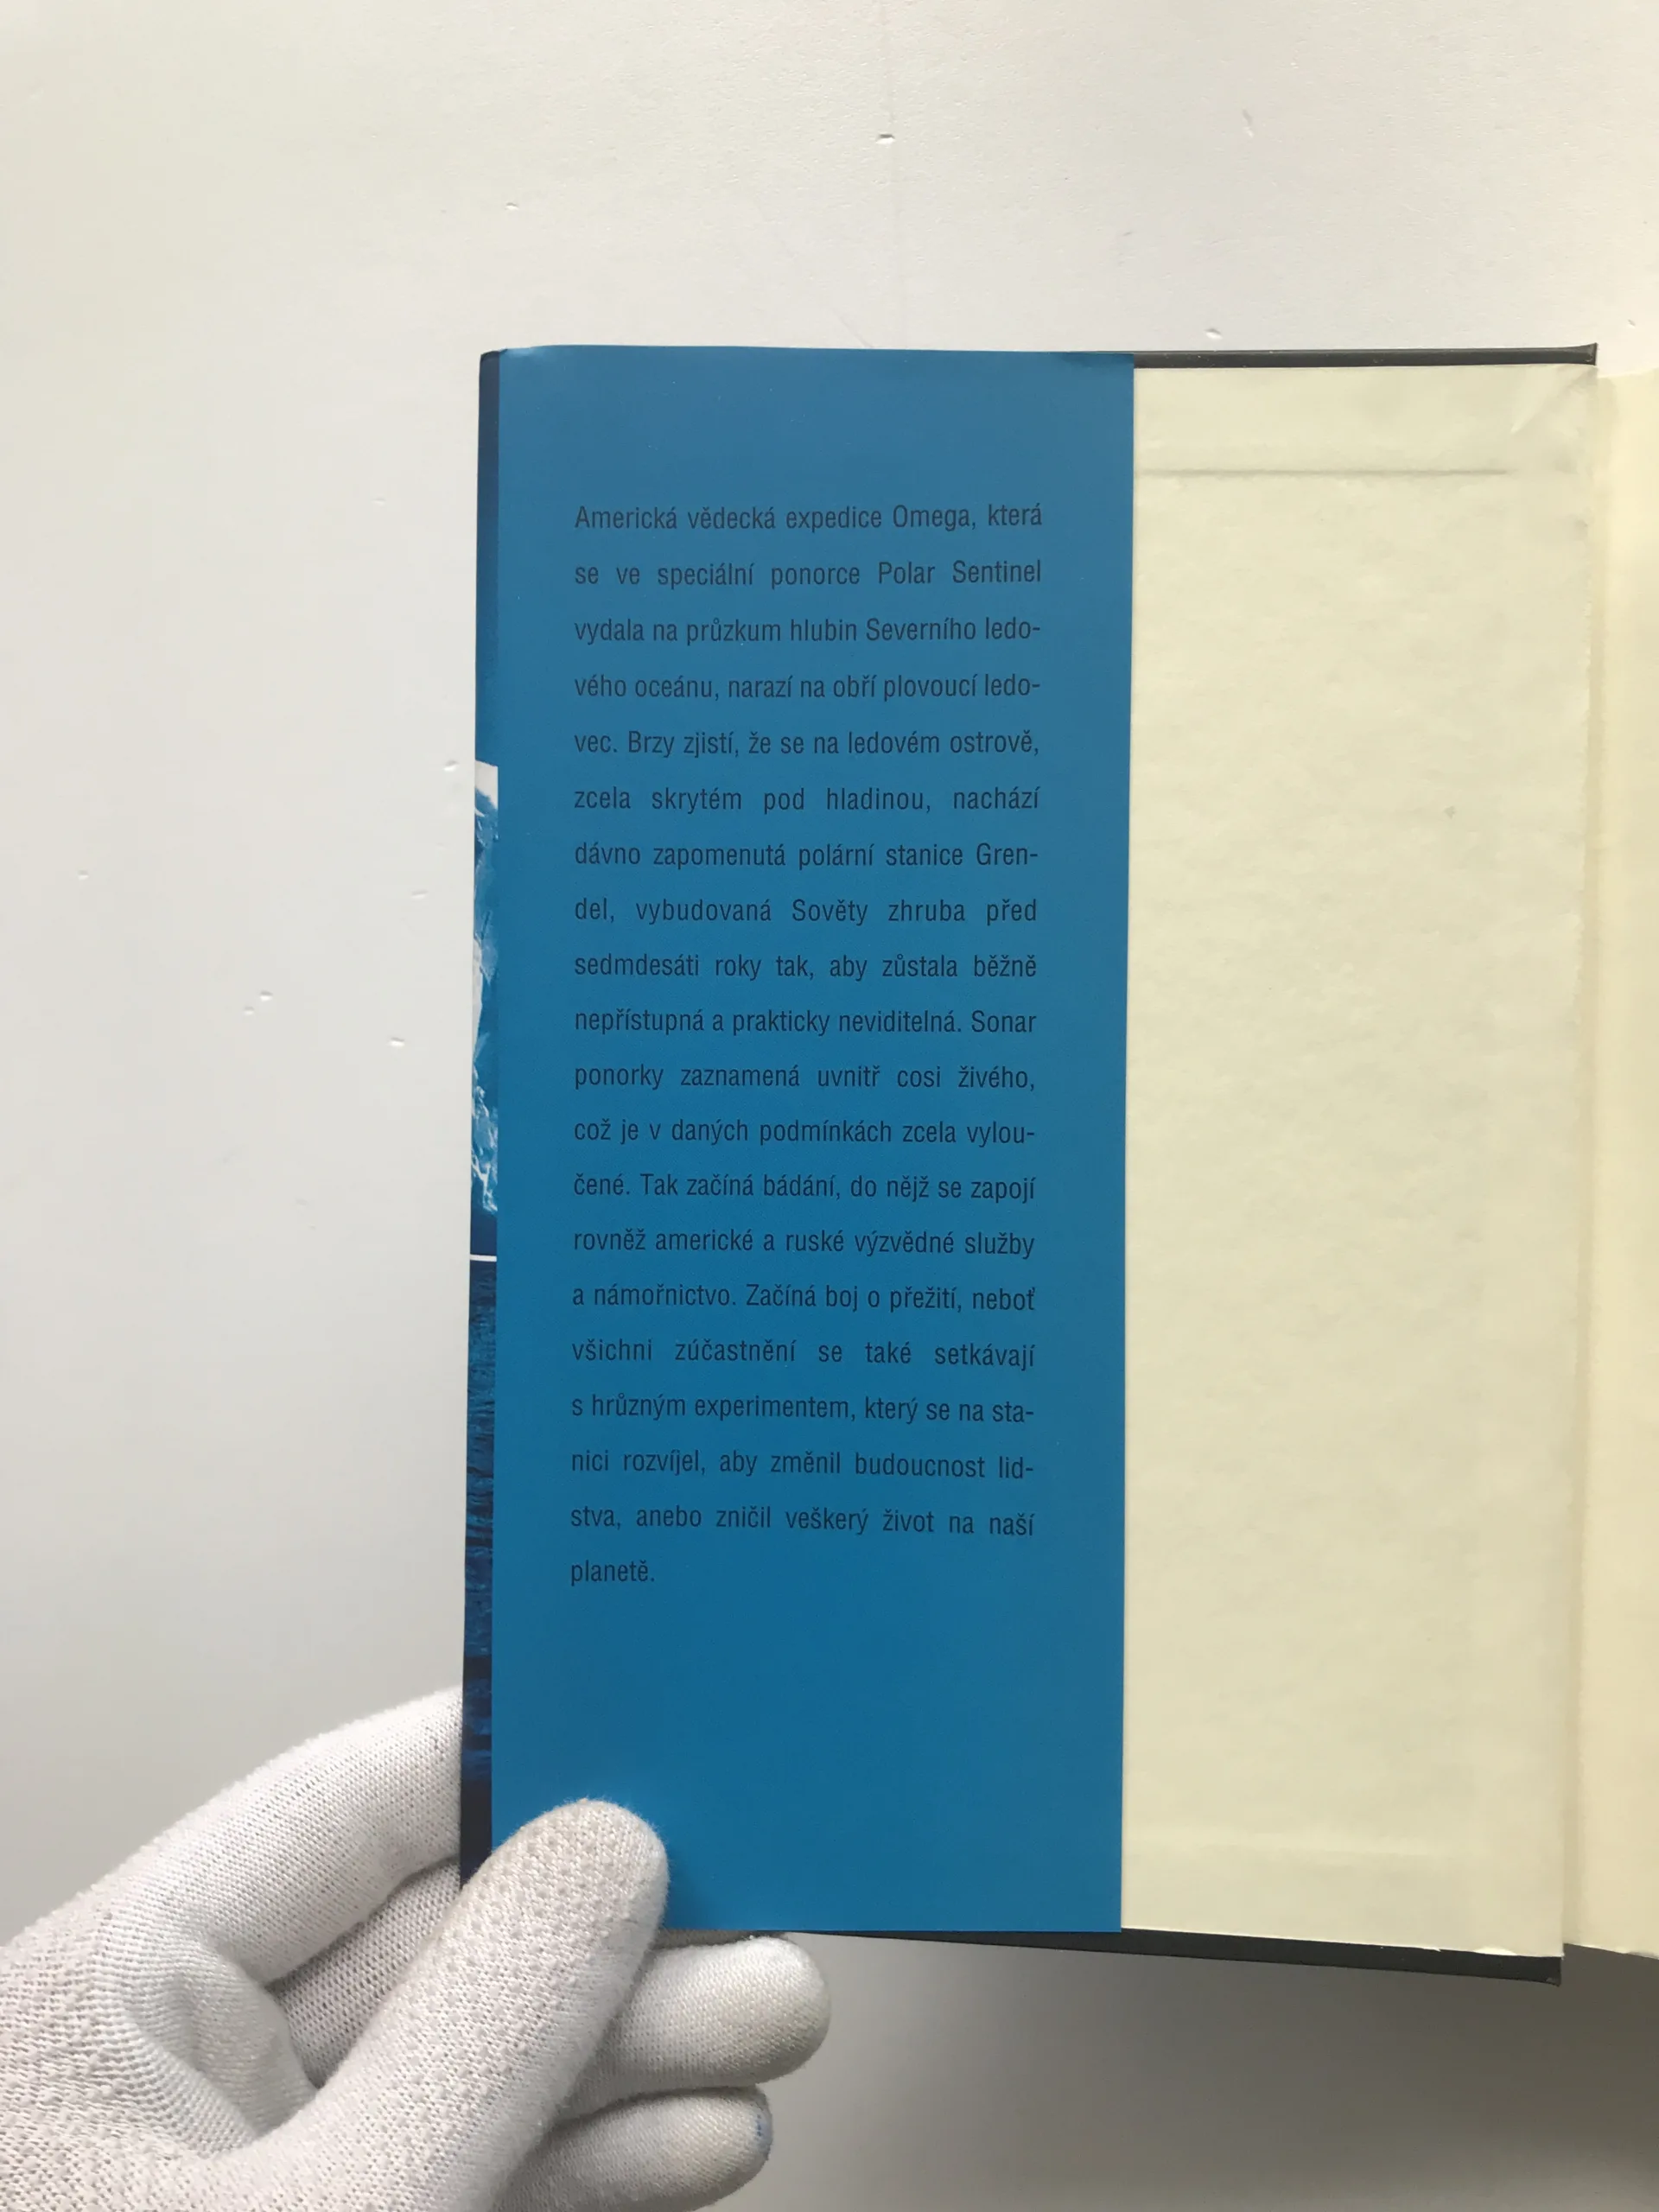 Americká vědecká expedice Omega, která
se ve speciální ponorce Polar Sentinel
vydala na průzkum hlubin Severního ledo-
vého oceánu, narazí na obří plovoucí ledo-
vec. Brzy zjistí, že se na ledovém ostrově,
zcela skrytém pod hladinou, nachází
dávno zapomenutá polární stanice Gren-
del, vybudovaná Sověty zhruba před
sedmdesáti roky tak, aby zůstala běžně
nepřístupná a prakticky neviditelná. Sonar
ponorky zaznamená uvnitř cosi živého,
což je v daných podmínkách zcela vylou-
čené. Tak začíná bádání, do nějž se zapojí
rovněž americké a ruské výzvědné služby
a námořnictvo. Začíná boj o přežití, neboť
všichni zúčastnění se také setkávají
s hrůzným experimentem, který se na sta-
nici rozvíjel, aby změnil budoucnost lid-
stva, anebo zničil veškerý život na naší
planetě.